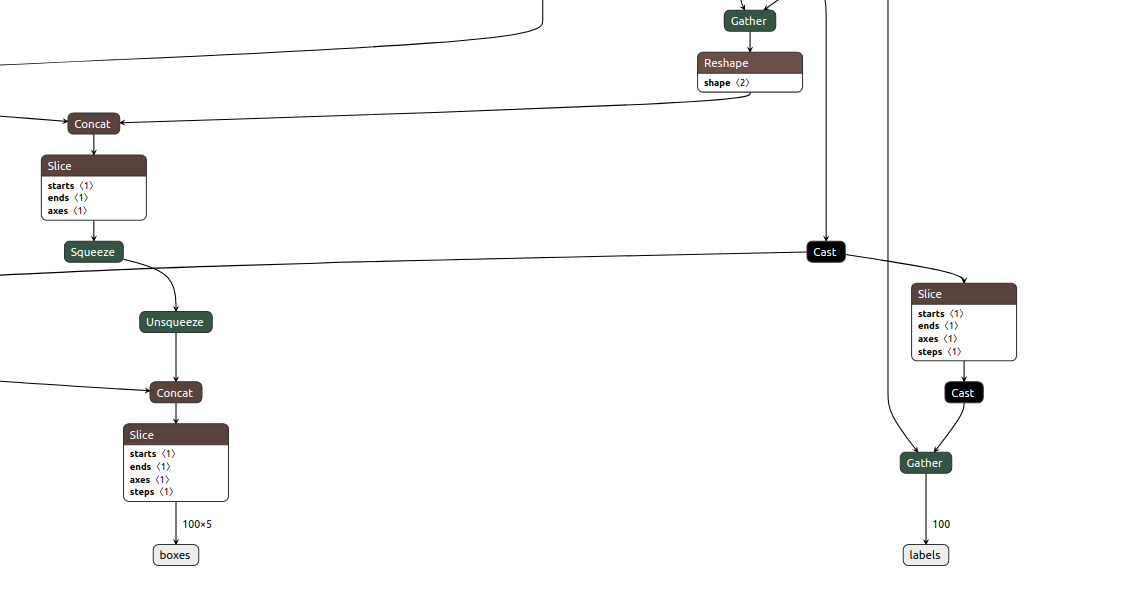 Gather
Reshape
shape 〈2〉
Concat
Slice
starts 〈1〉
ends 〈1〉
axes 〈1〉
Squeeze
Cast
Slice
starts 〈1〉
ends 〈1〉
axes 〈1〉
steps 〈1〉
Unsqueeze
Concat
Cast
Slice
starts 〈1〉
ends 〈1〉
axes 〈1〉
steps 〈1〉
Gather
100×5
100
boxes
labels